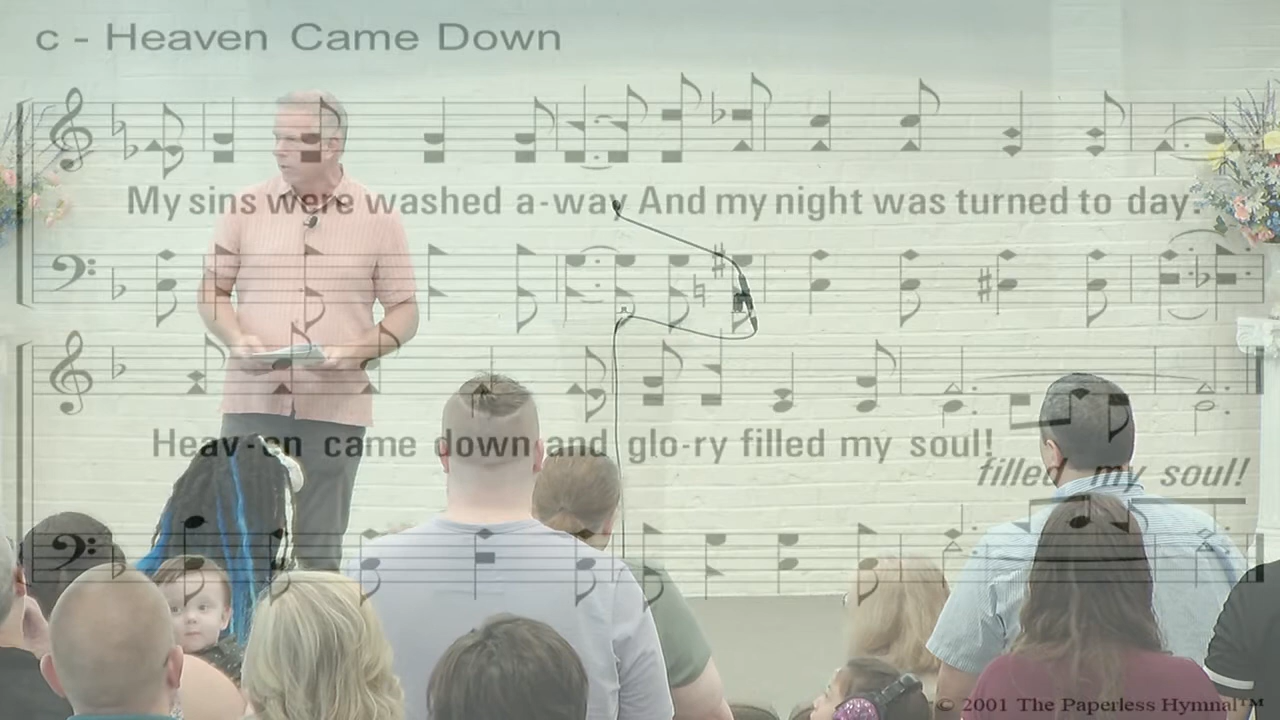 c - Heaven Came Down
My sins were washed a-way, And my night was turned to day.
Heav-en came down and glo-ry filled my soul!
filled my soul!
© 2001 The Paperless Hymnal™